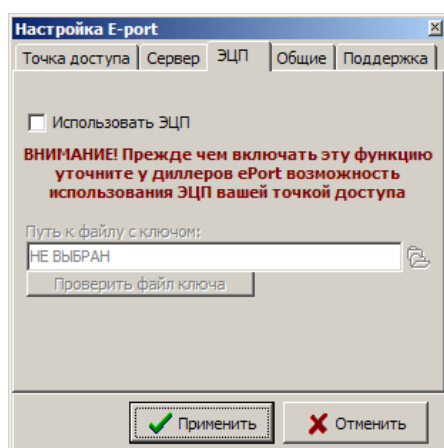 Настройка E-port
Точка доступа Сервер ЭЦП Общие Поддержка
Использовать ЭЦП
ВНИМАНИЕ! Прежде чем включать эту функцию
уточните у диллеров ePort возможность
использования ЭЦП вашей точкой доступа
Путь к файлу с ключом:
НЕ ВЫБРАН
Проверить файл ключа
Применить Отменить